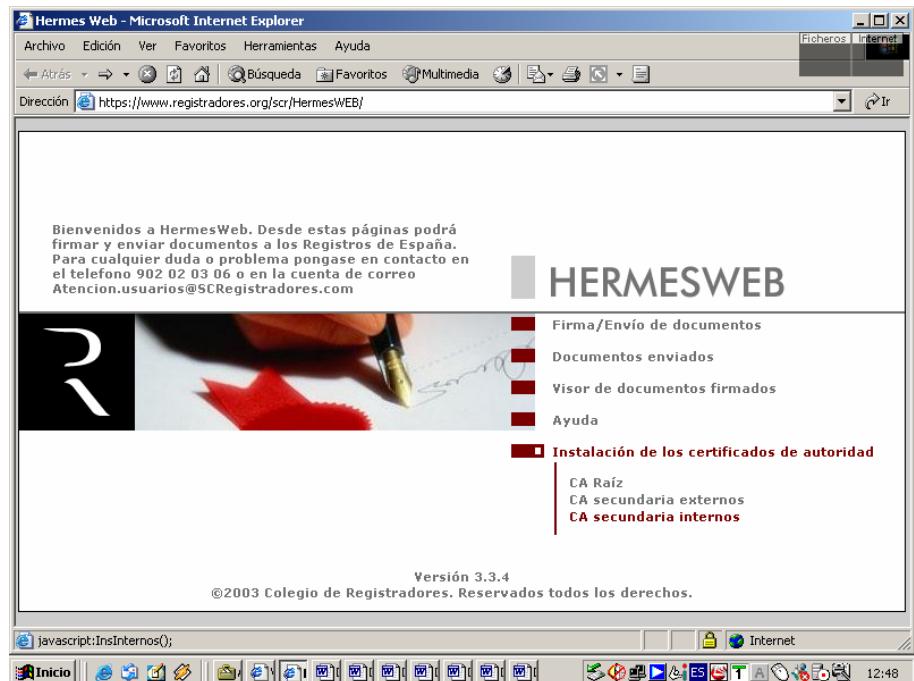 Hermes Web - Microsoft Internet Explorer
Archivo Edición Ver Favoritos Herramientas Ayuda
Ficheros Internet
Atrás Búsqueda Favoritos Multimedia
Dirección https://www.registradores.org/scr/HermesWEB/ Ir
Bienvenidos a HermesWeb. Desde estas páginas podrá
firmar y enviar documentos a los Registros de España.
Para cualquier duda o problema pongase en contacto en
el telefono 902 02 03 06 o en la cuenta de correo
Atencion.usuarios@SCRegistradores.com
HERMESWEB
R
Firma/Envío de documentos
Documentos enviados
Visor de documentos firmados
Ayuda
Instalación de los certificados de autoridad
CA Raíz
CA secundaria externos
CA secundaria internos
Versión 3.3.4
©2003 Colegio de Registradores. Reservados todos los derechos.
javascript:InsInternos(); Internet
Inicio ES T A 12:48